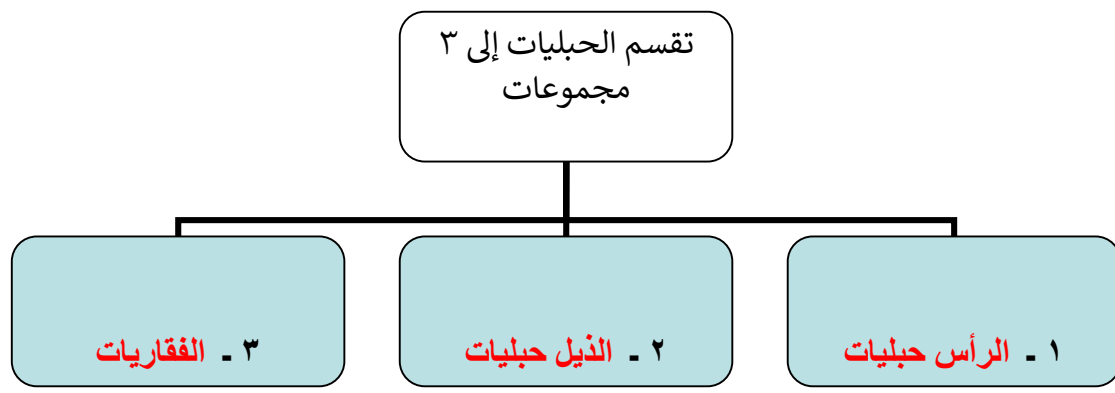 تقسم الحبليات إلى ٣
مجموعات
١ ـ الرأس حبليات
٢ ـ الذيل حبليات
٣ ـ الفقاريات